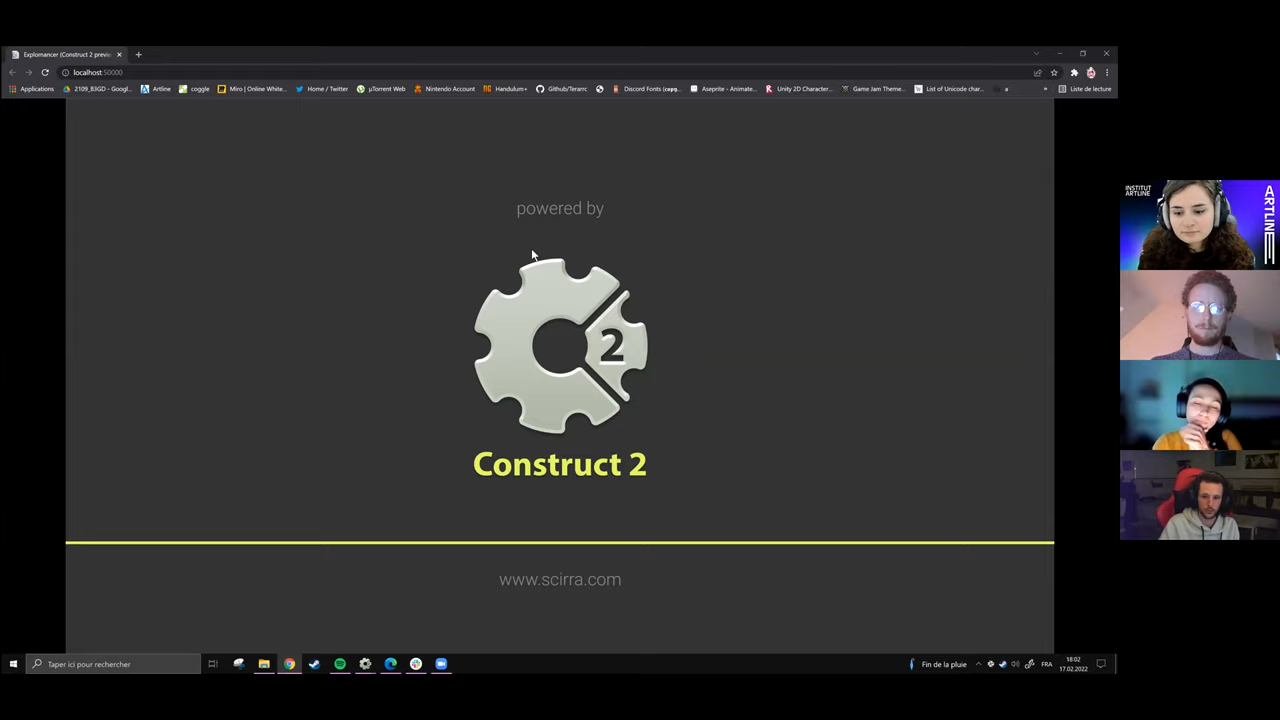 Explomancer (Construct 2 previe
localhost:50000
Applications 2109_B3GD - Googl... Artline coggle Miro | Online White... Home / Twitter µTorrent Web Nintendo Account Handulum+ Github/Terarrc Discord Fonts (𝖈𝖔𝖕𝖞... Aseprite - Animate... Unity 2D Character... Game Jam Theme... List of Unicode char... » Liste de lecture
powered by
2
Construct 2
www.scirra.com
INSTITUT
ARTLINE
ARTLINE
Taper ici pour rechercher
Fin de la pluie
FRA
18:02
17.02.2022